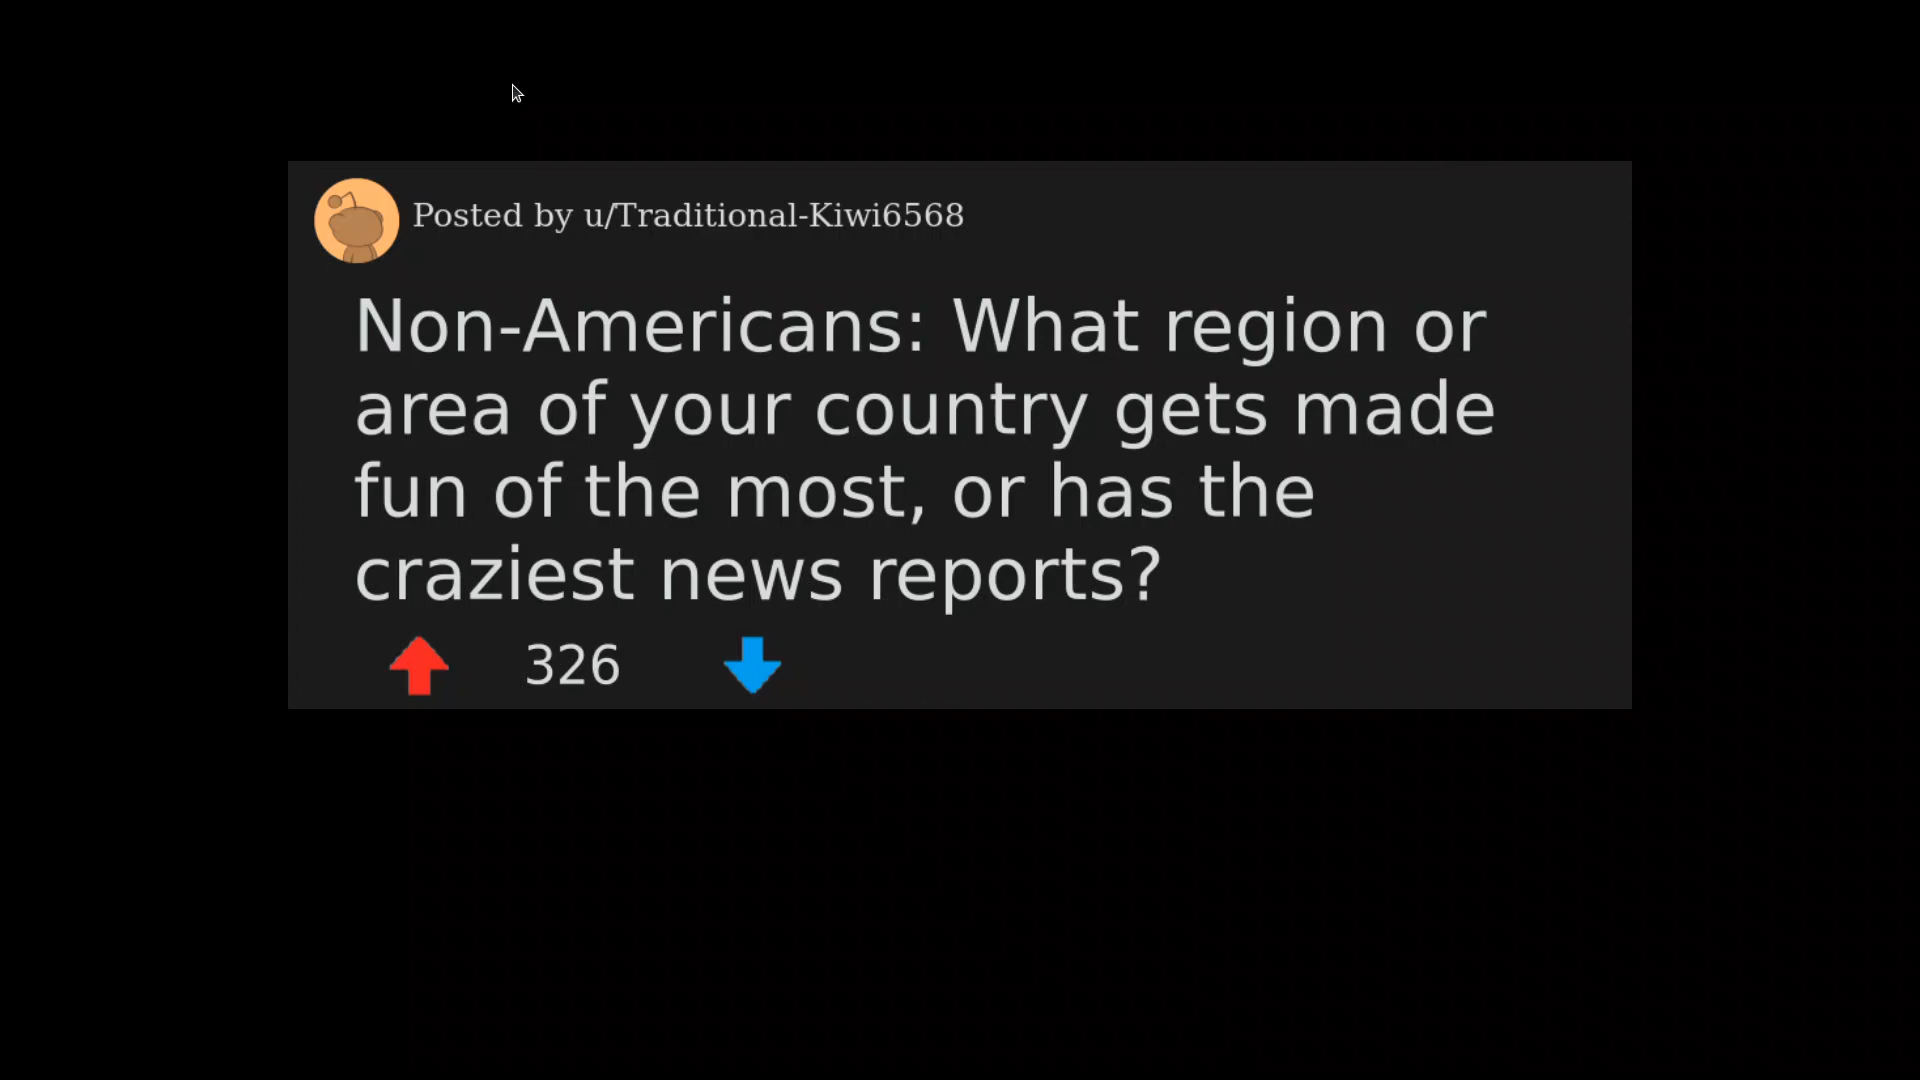 Posted by u/Traditional-Kiwi6568
Non-Americans: What region or
area of your country gets made
fun of the most, or has the
craziest news reports?
326